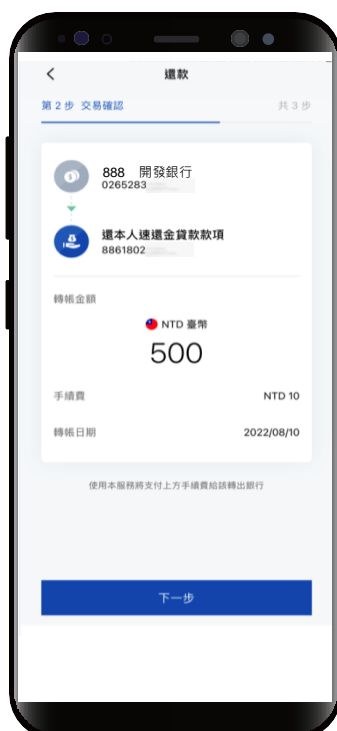 還款
第 2 步 交易確認
共 3 步
888 開發銀行
0265283
還本人速還金貸款款項
8861802
轉帳金額
NTD 臺幣
500
手續費
NTD 10
轉帳日期
2022/08/10
使用本服務將支付上方手續費給該轉出銀行
下一步